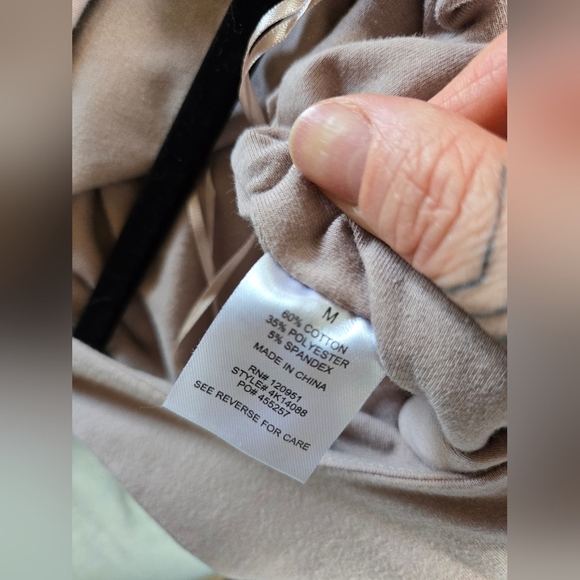 M
60% COTTON
35% POLYESTER
5% SPANDEX
MADE IN CHINA
RN# 120951
STYLE# 4K14088
PO# 455257
SEE REVERSE FOR CARE